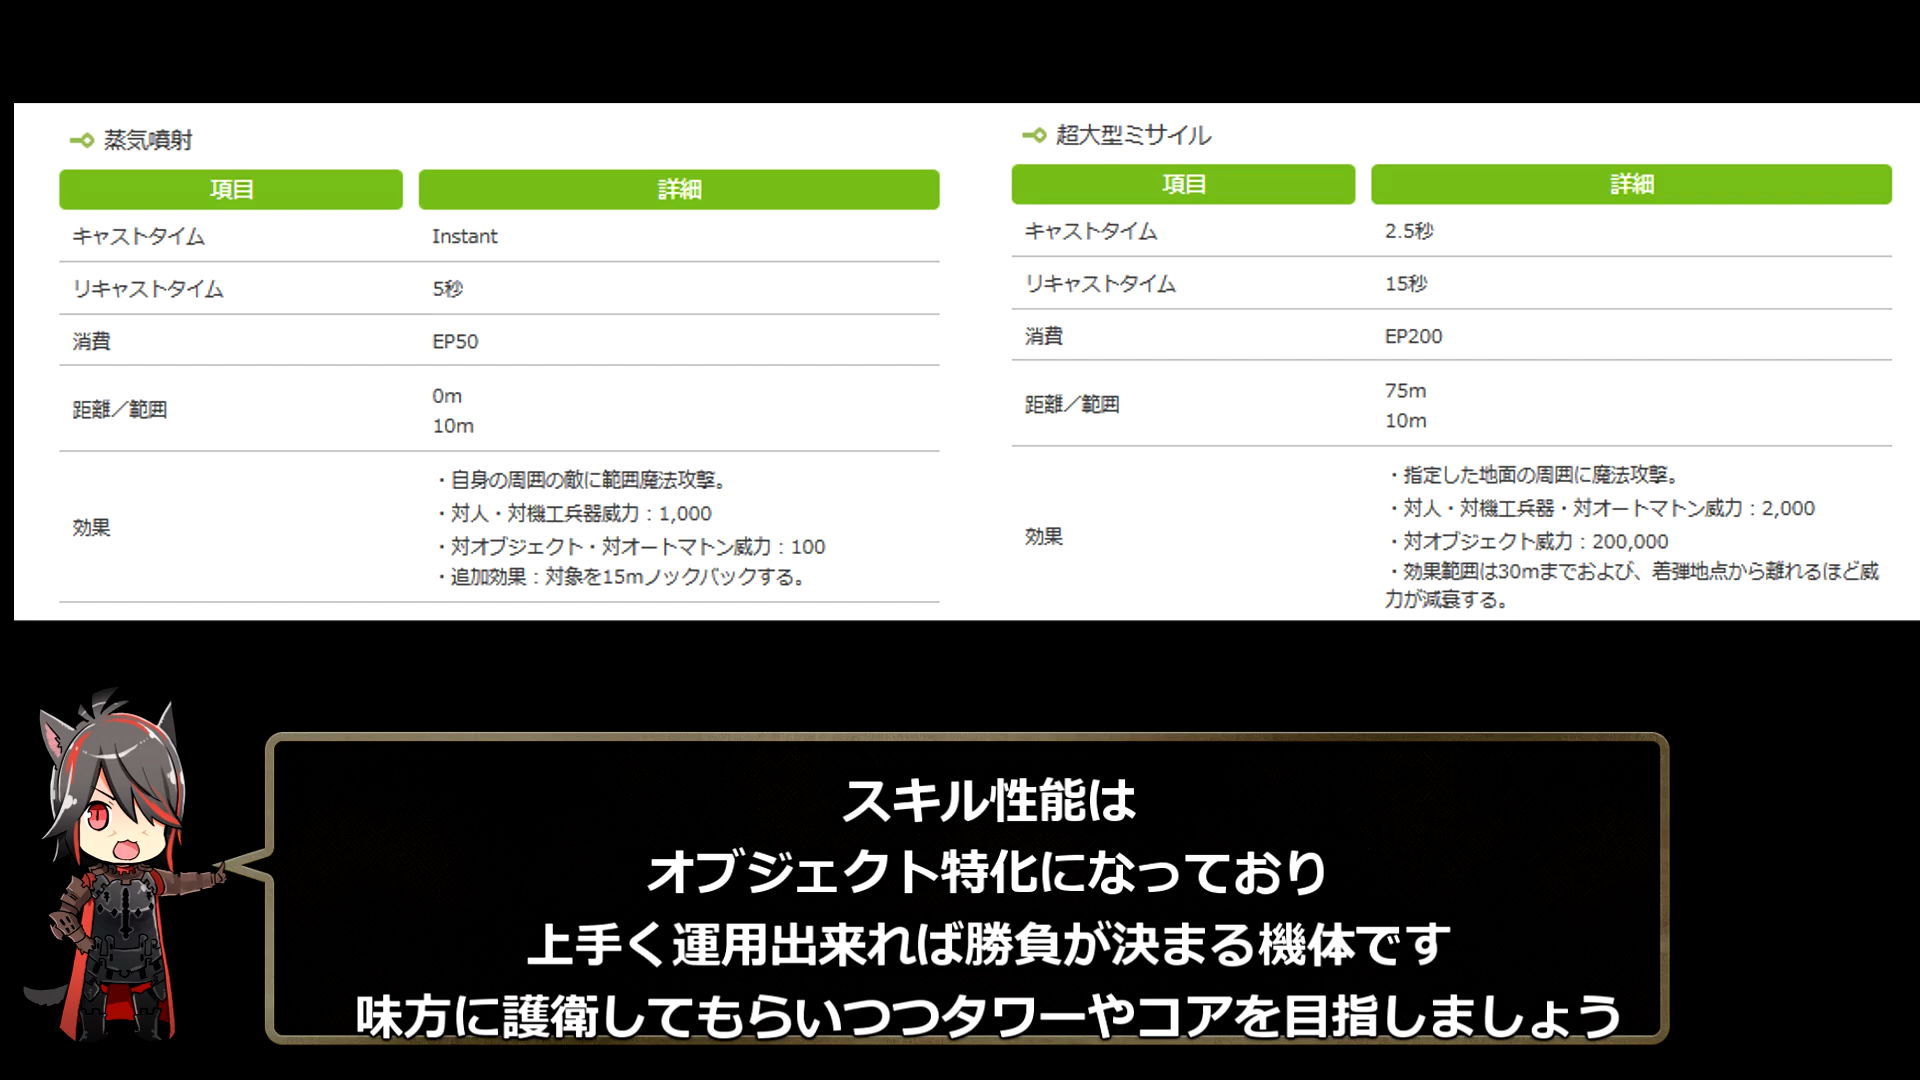 蒸気噴射
項目 詳細
キャストタイム Instant
リキャストタイム 5秒
消費 EP50
距離／範囲 0m
10m
効果
・自身の周囲の敵に範囲魔法攻撃。
・対人・対機工兵器威力：1,000
・対オブジェクト・対オートマトン威力：100
・追加効果：対象を15mノックバックする。
超大型ミサイル
項目 詳細
キャストタイム 2.5秒
リキャストタイム 15秒
消費 EP200
距離／範囲 75m
10m
効果
・指定した地面の周囲に魔法攻撃。
・対人・対機工兵器・対オートマトン威力：2,000
・対オブジェクト威力：200,000
・効果範囲は30mまでおよび、着弾地点から離れるほど威
力が減衰する。
スキル性能は
オブジェクト特化になっており
上手く運用出来れば勝負が決まる機体です
味方に護衛してもらいつつタワーやコアを目指しましょう